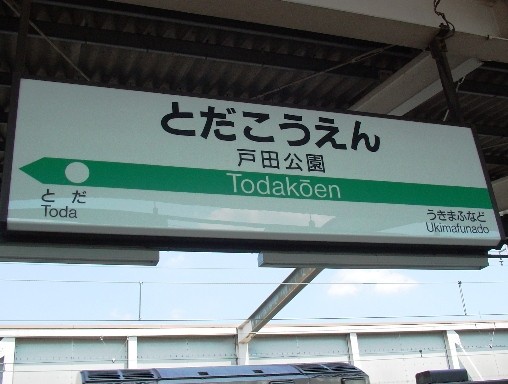 とだこうえん
戸田公園
Todakōen
とだ
Toda
うきまふなど
Ukimafunado